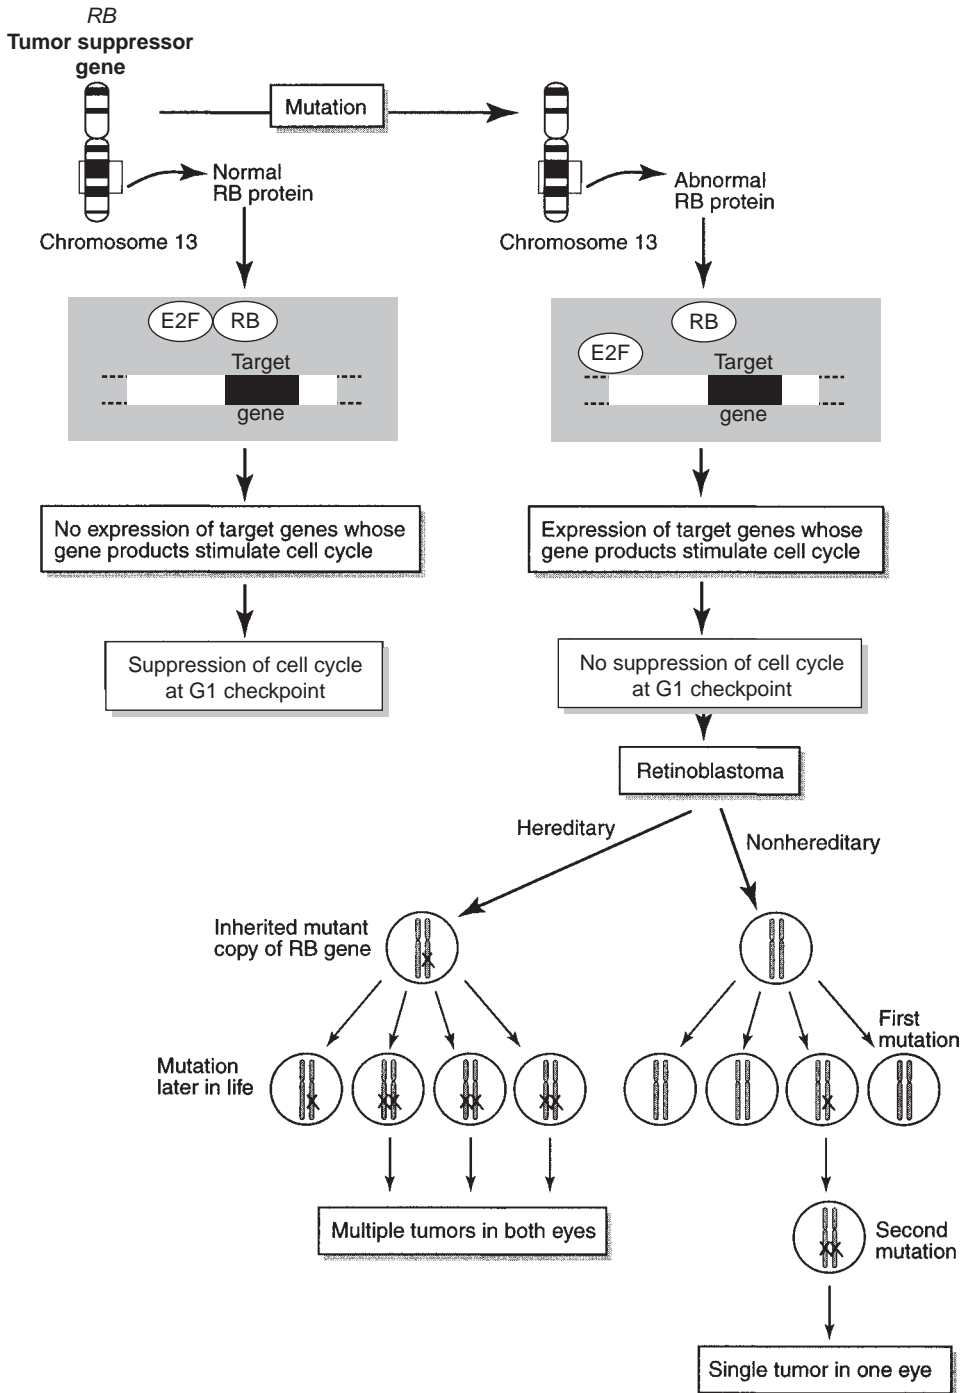 RB
Tumor suppressor
gene
Mutation
Normal
RB protein
Chromosome 13
Abnormal
RB protein
Chromosome 13
E2F
RB
Target
gene
E2F
RB
Target
gene
No expression of target genes whose
gene products stimulate cell cycle
Expression of target genes whose
gene products stimulate cell cycle
Suppression of cell cycle
at G1 checkpoint
No suppression of cell cycle
at G1 checkpoint
Retinoblastoma
Hereditary
Nonhereditary
Inherited mutant
copy of RB gene
First
mutation
Mutation
later in life
Multiple tumors in both eyes
Second
mutation
Single tumor in one eye